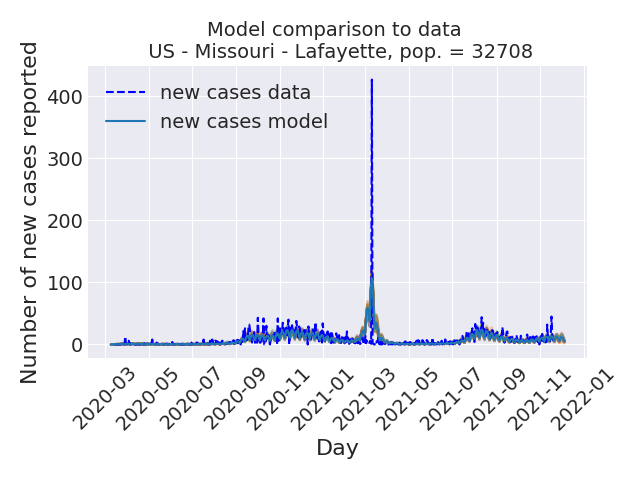 Model comparison to data
US - Missouri - Lafayette, pop. = 32708
Number of new cases reported
400
300
200
100
0
new cases data
new cases model
2020-03
2020-05
2020-07
2020-09
2020-11
2021-01
2021-03
2021-05
2021-07
2021-09
2021-11
2022-01
Day